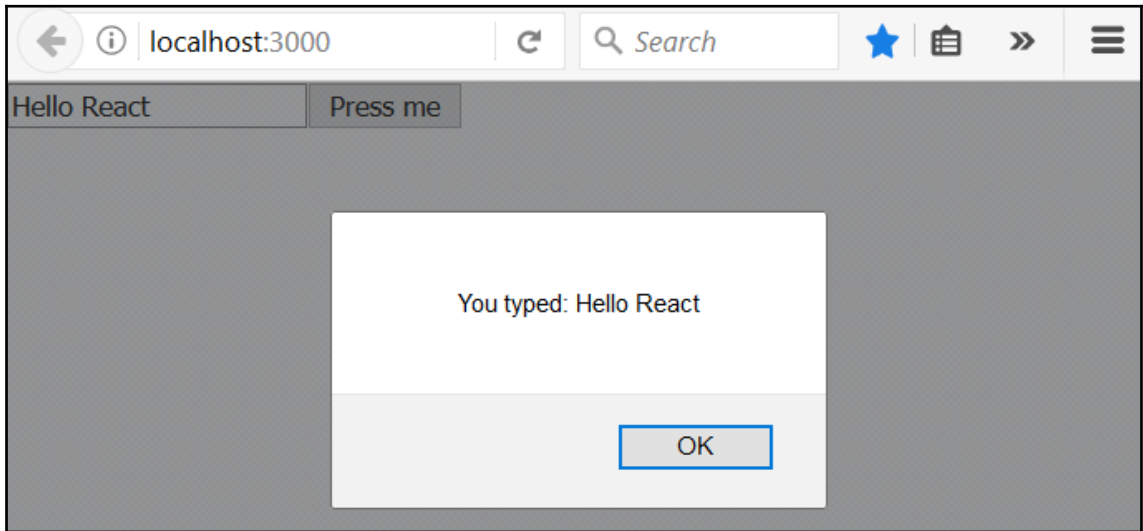 localhost:3000
Search
Hello React
Press me
You typed: Hello React
OK